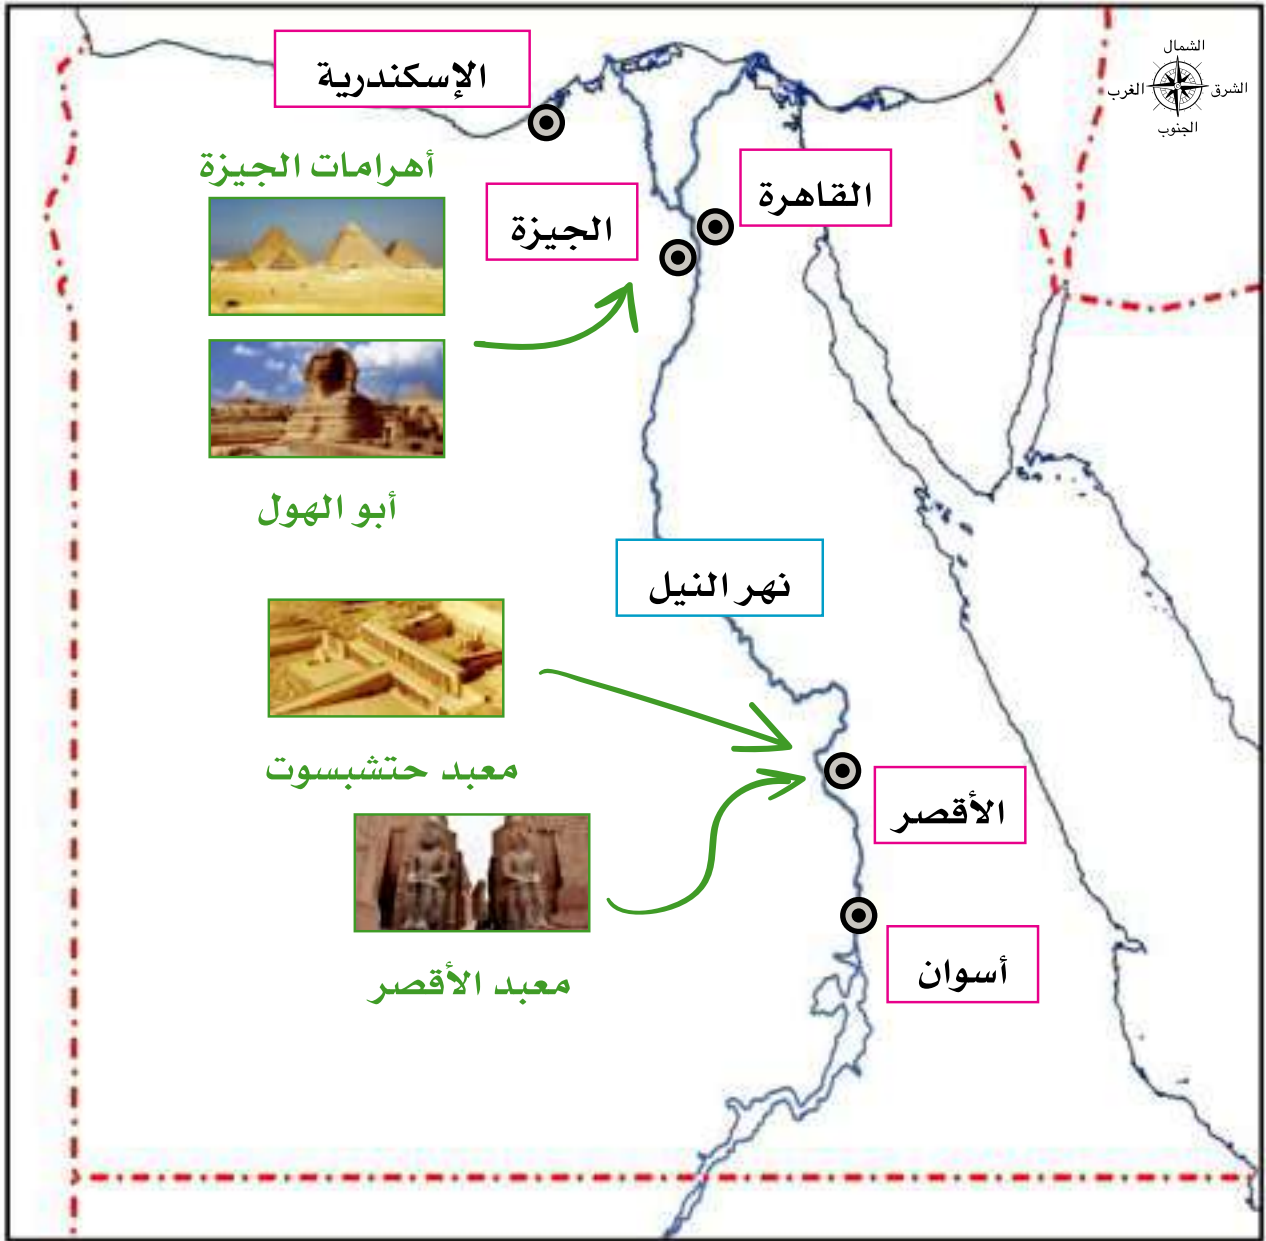 الشمال
الشرق
الغرب
الجنوب
الإسكندرية
أهرامات الجيزة
القاهرة
الجيزة
أبو الهول
نهر النيل
معبد حتشبسوت
الأقصر
معبد الأقصر
أسوان